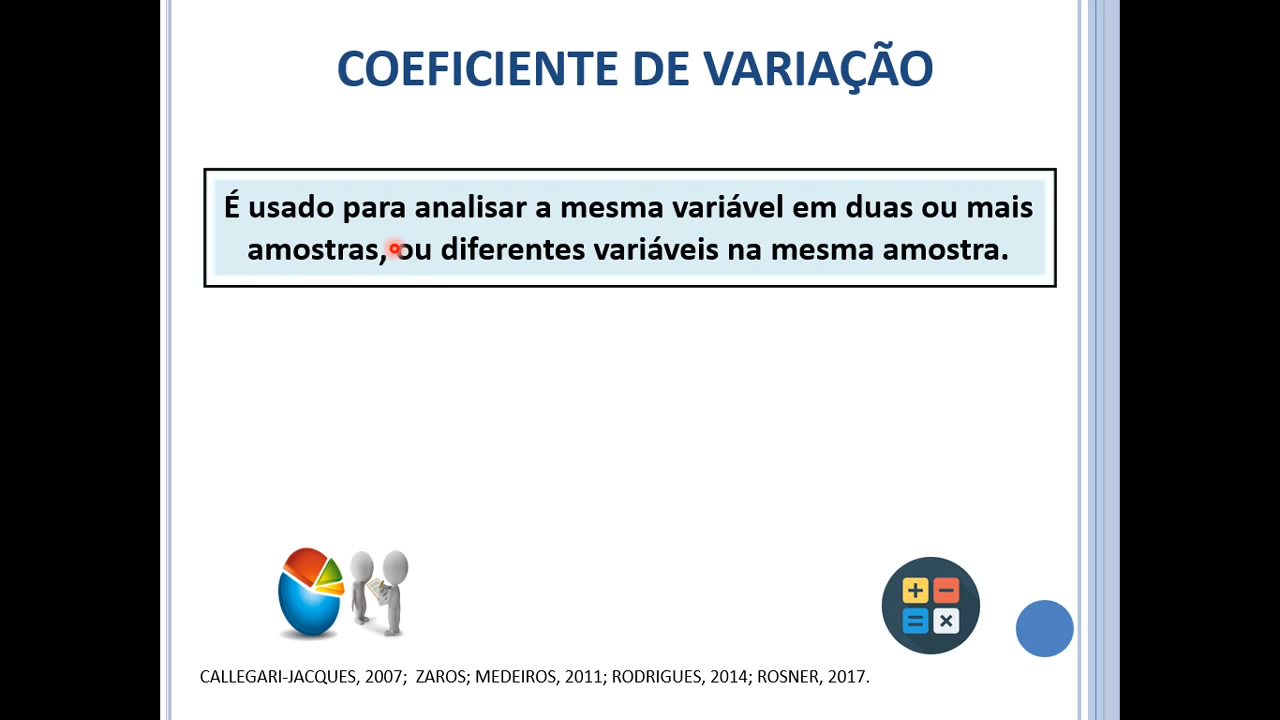 COEFICIENTE DE VARIAÇÃO
É usado para analisar a mesma variável em duas ou mais
amostras, ou diferentes variáveis na mesma amostra.
CALLEGARI-JACQUES, 2007;  ZAROS; MEDEIROS, 2011; RODRIGUES, 2014; ROSNER, 2017.